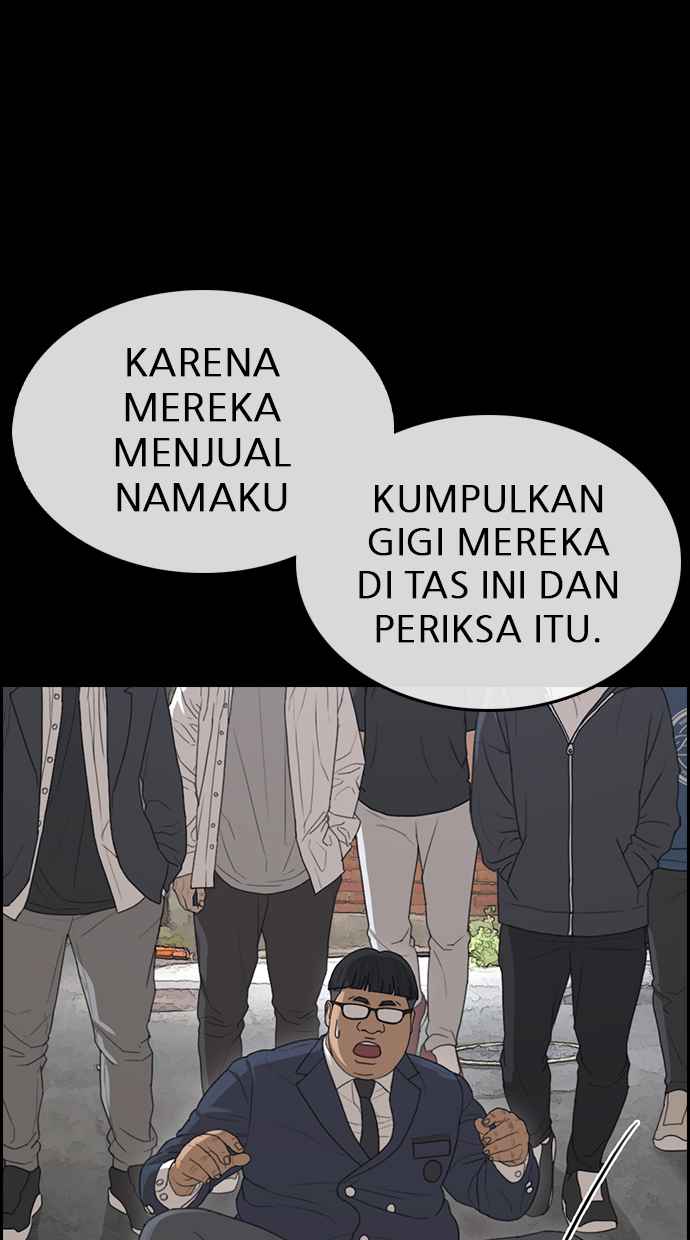 KARENA
MEREKA
MENJUAL
NAMAKU
KUMPULKAN
GIGI MEREKA
DI TAS INI DAN
PERIKSA ITU.